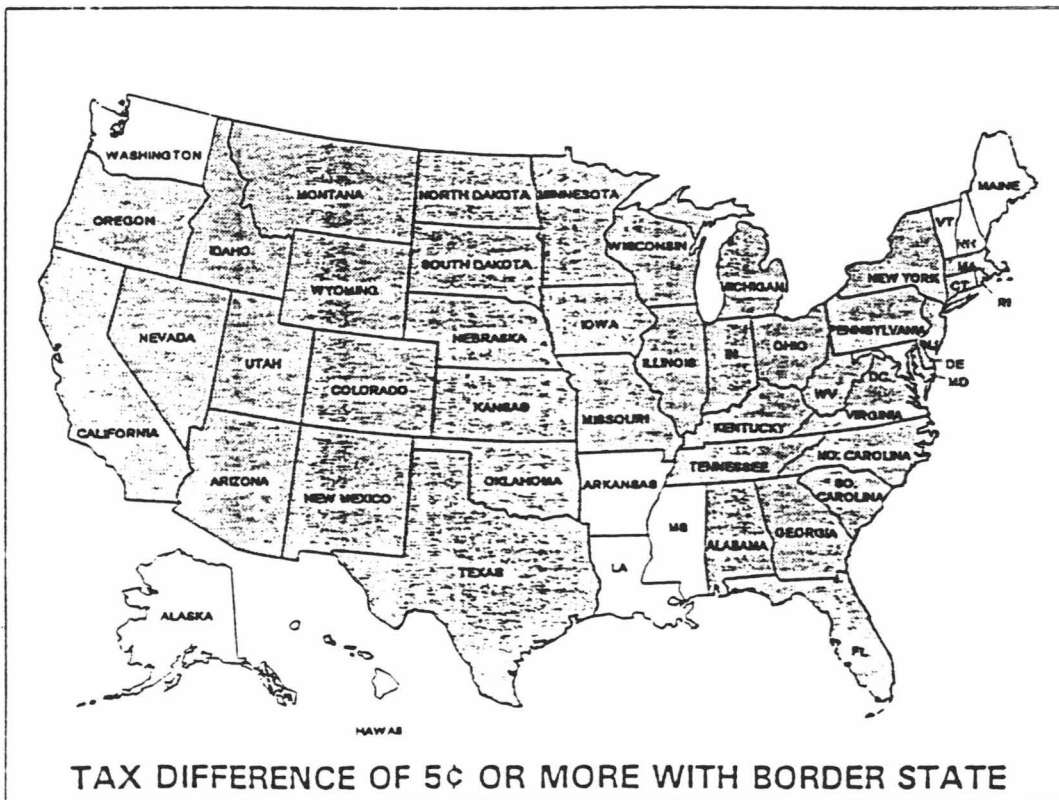 WASHINGTON
MONTANA
NORTH DAKOTA
MINNESOTA
MAINE
OREGON
IDAHO
WISCONSIN
VT
NH
SOUTH DAKOTA
MICHIGAN
NEW YORK
MA
WYOMING
CT
RI
IOWA
NEVADA
NEBRASKA
PENNSYLVANIA
UTAH
ILLINOIS
IN
OHIO
NJ
COLORADO
DE
MD
DC
KANSAS
WV
MISSOURI
VIRGINIA
CALIFORNIA
KENTUCKY
NO. CAROLINA
TENNESSEE
ARIZONA
OKLAHOMA
ARKANSAS
SO.
CAROLINA
NEW MEXICO
MS
ALABAMA
GEORGIA
TEXAS
LA
ALASKA
FL
HAWAII
TAX DIFFERENCE OF 5¢ OR MORE WITH BORDER STATE